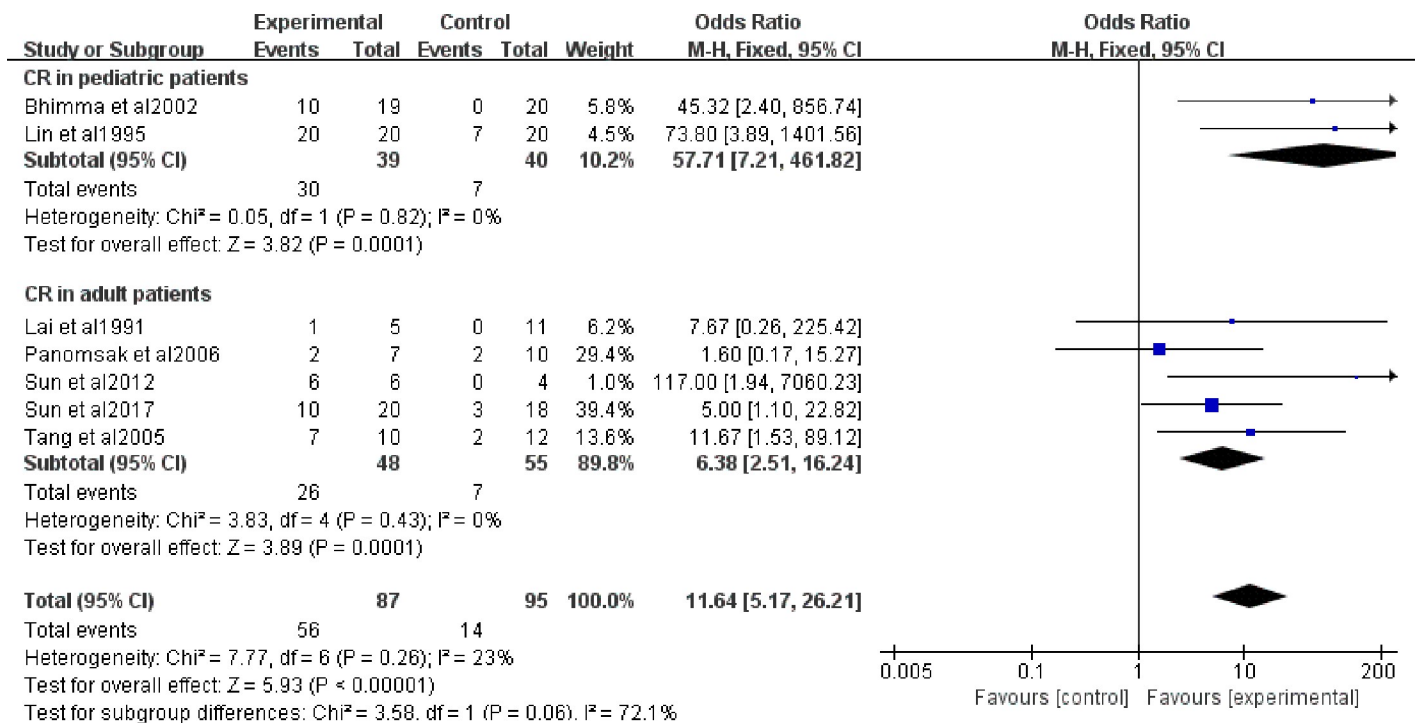 Experimental Control Odds Ratio Odds Ratio
Study or Subgroup Events Total Events Total Weight M-H, Fixed, 95% CI M-H, Fixed, 95% CI
CR in pediatric patients
Bhimma et al2002 10 19 0 20 5.8% 45.32 [2.40, 856.74]
Lin et al1995 20 20 7 20 4.5% 73.80 [3.89, 1401.56]
Subtotal (95% CI) 39 40 10.2% 57.71 [7.21, 461.82]
Total events 30 7
Heterogeneity: Chi² = 0.05, df = 1 (P = 0.82); I² = 0%
Test for overall effect: Z = 3.82 (P = 0.0001)
CR in adult patients
Lai et al1991 1 5 0 11 6.2% 7.67 [0.26, 225.42]
Panomsak et al2006 2 7 2 10 29.4% 1.60 [0.17, 15.27]
Sun et al2012 6 6 0 4 1.0% 117.00 [1.94, 7060.23]
Sun et al2017 10 20 3 18 39.4% 5.00 [1.10, 22.82]
Tang et al2005 7 10 2 12 13.6% 11.67 [1.53, 89.12]
Subtotal (95% CI) 48 55 89.8% 6.38 [2.51, 16.24]
Total events 26 7
Heterogeneity: Chi² = 3.83, df = 4 (P = 0.43); I² = 0%
Test for overall effect: Z = 3.89 (P = 0.0001)
Total (95% CI) 87 95 100.0% 11.64 [5.17, 26.21]
Total events 56 14
Heterogeneity: Chi² = 7.77, df = 6 (P = 0.26); I² = 23%
Test for overall effect: Z = 5.93 (P < 0.00001)
Test for subgroup differences: Chi² = 3.58, df = 1 (P = 0.06), I² = 72.1%
0.005 0.1 1 10 200
Favours [control] Favours [experimental]